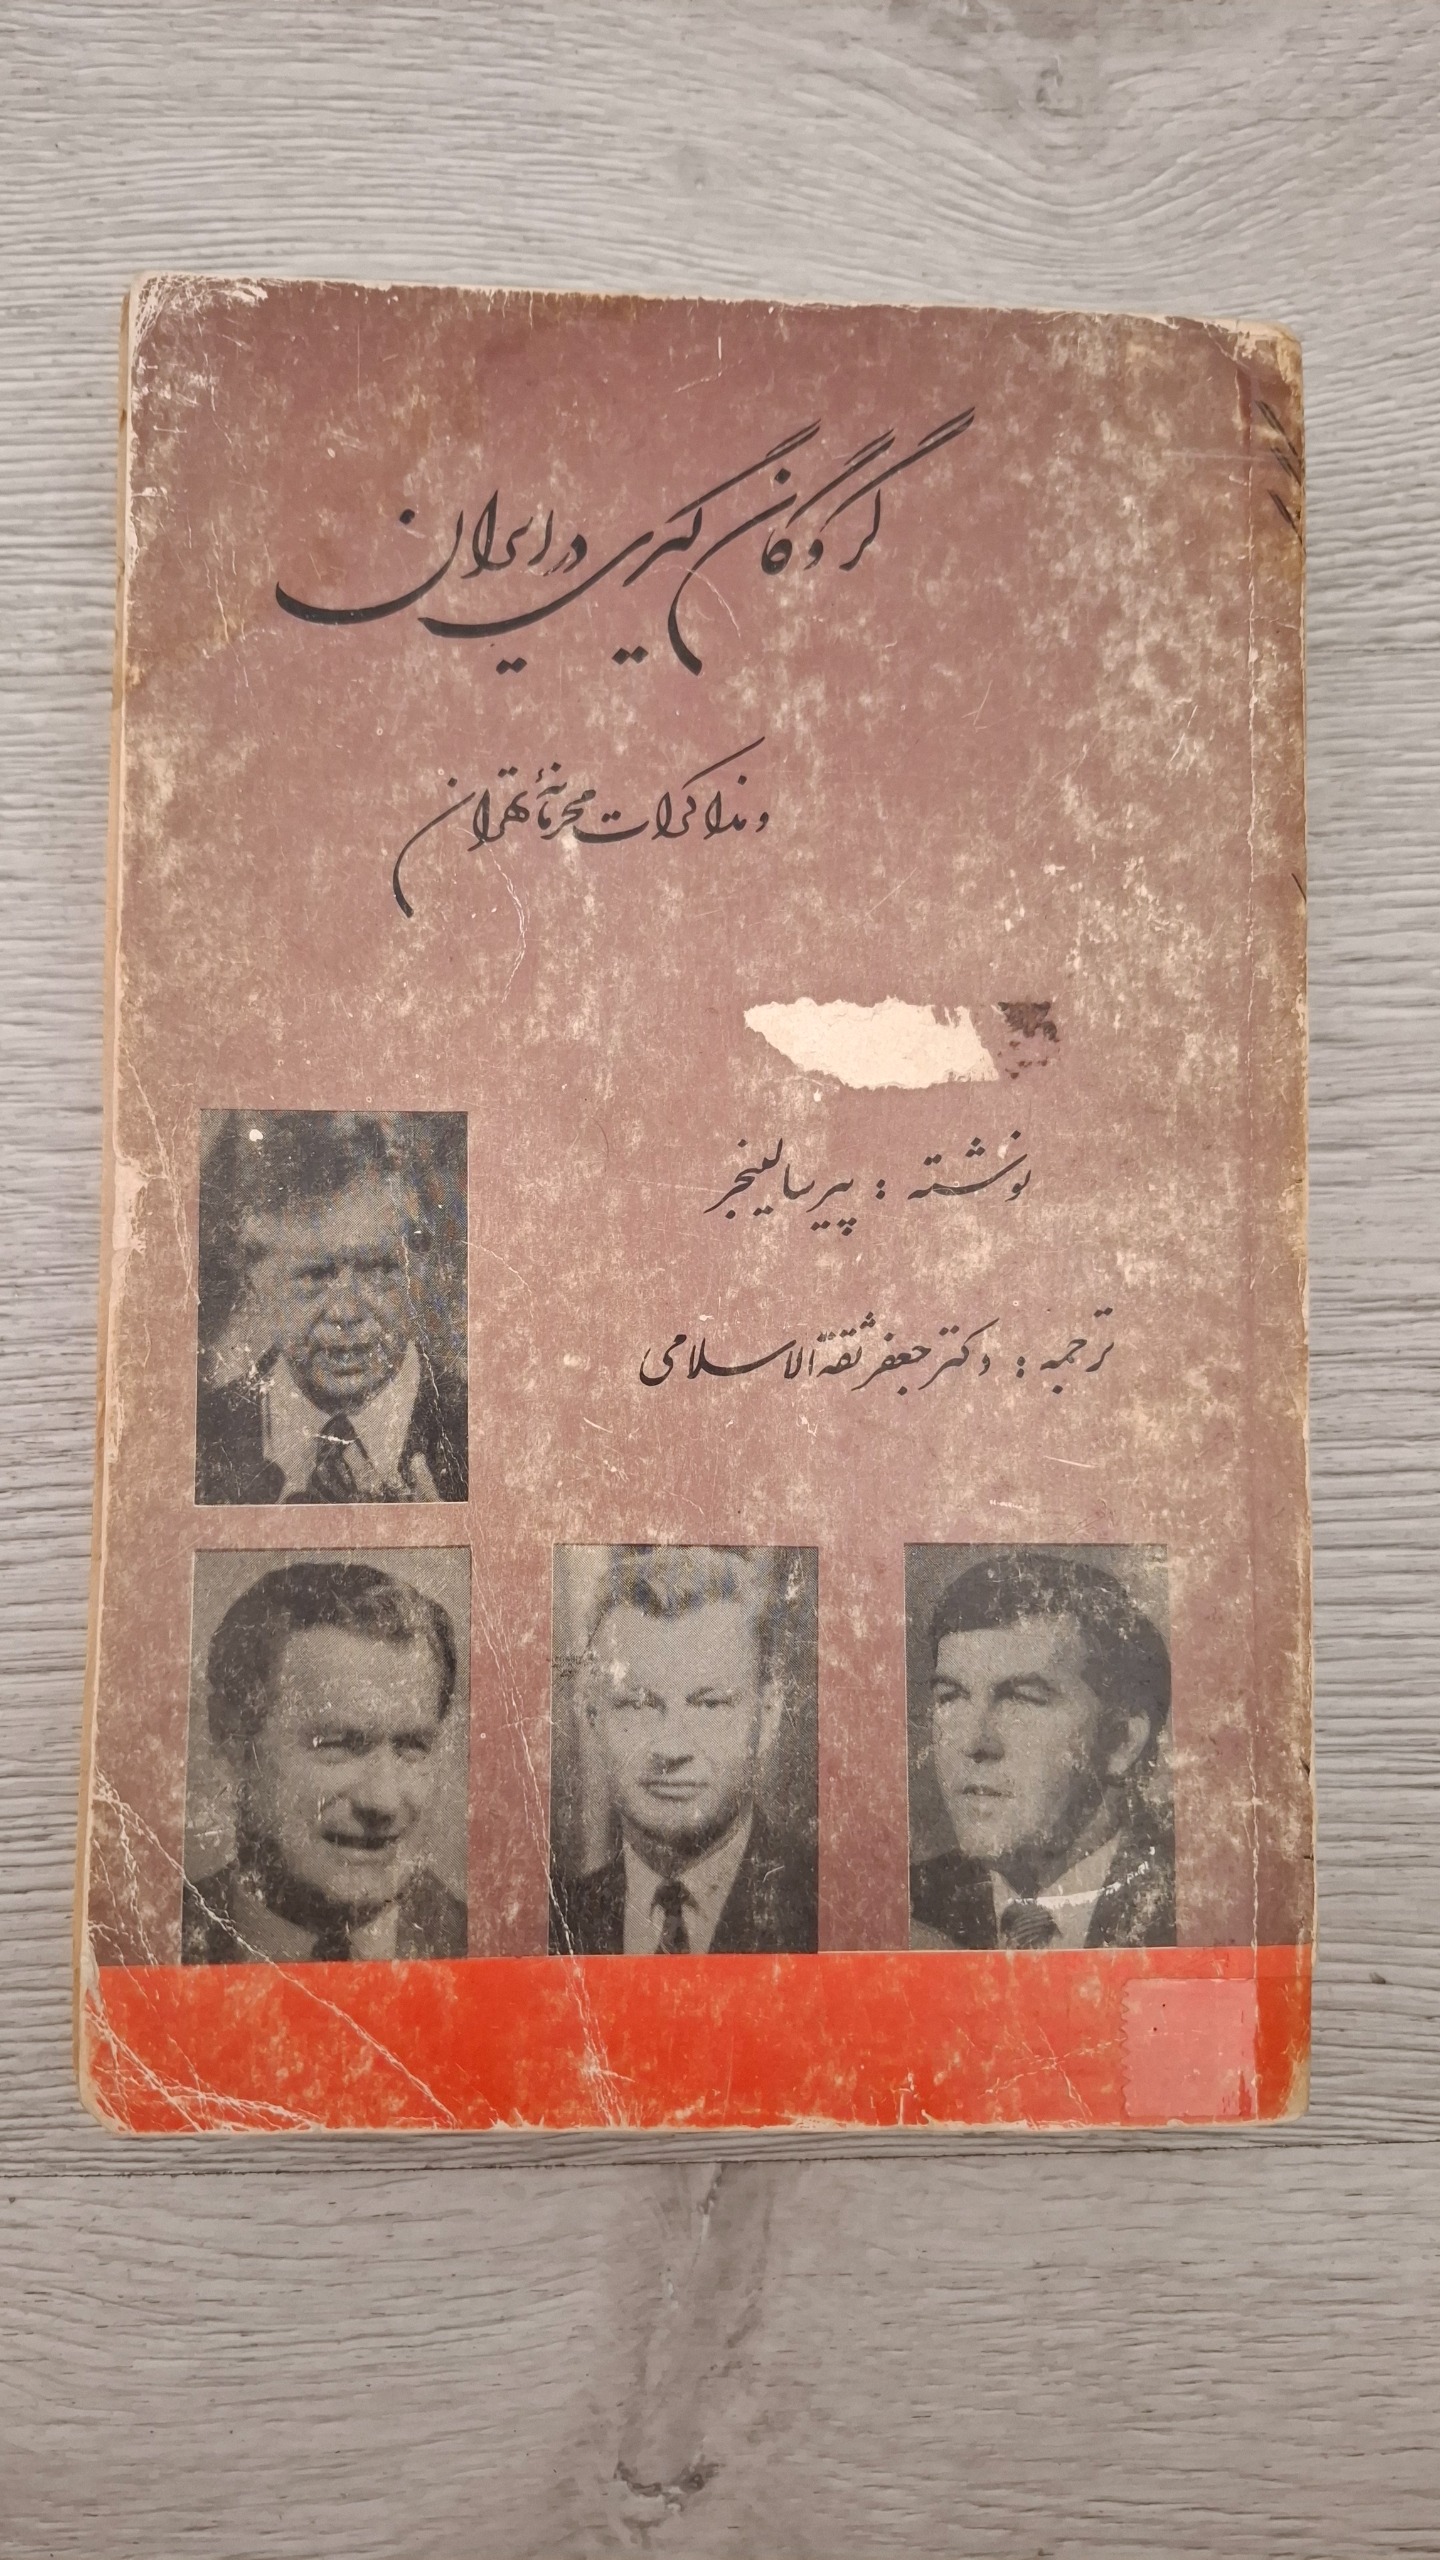 گروگان گیری در ایران
و مذاکرات محرمانهٔ تهران
نوشته : پیر سالینجر
ترجمه : دکتر جعفر ثقة‌الاسلامی